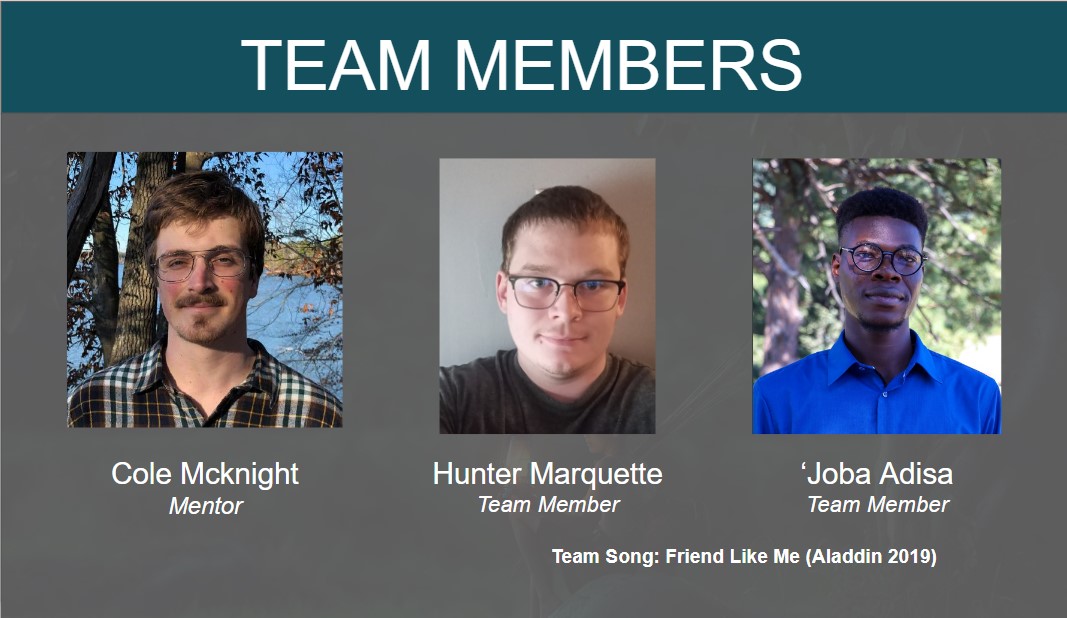 TEAM MEMBERS
Cole Mcknight
Mentor
Hunter Marquette
Team Member
‘Joba Adisa
Team Member
Team Song: Friend Like Me (Aladdin 2019)